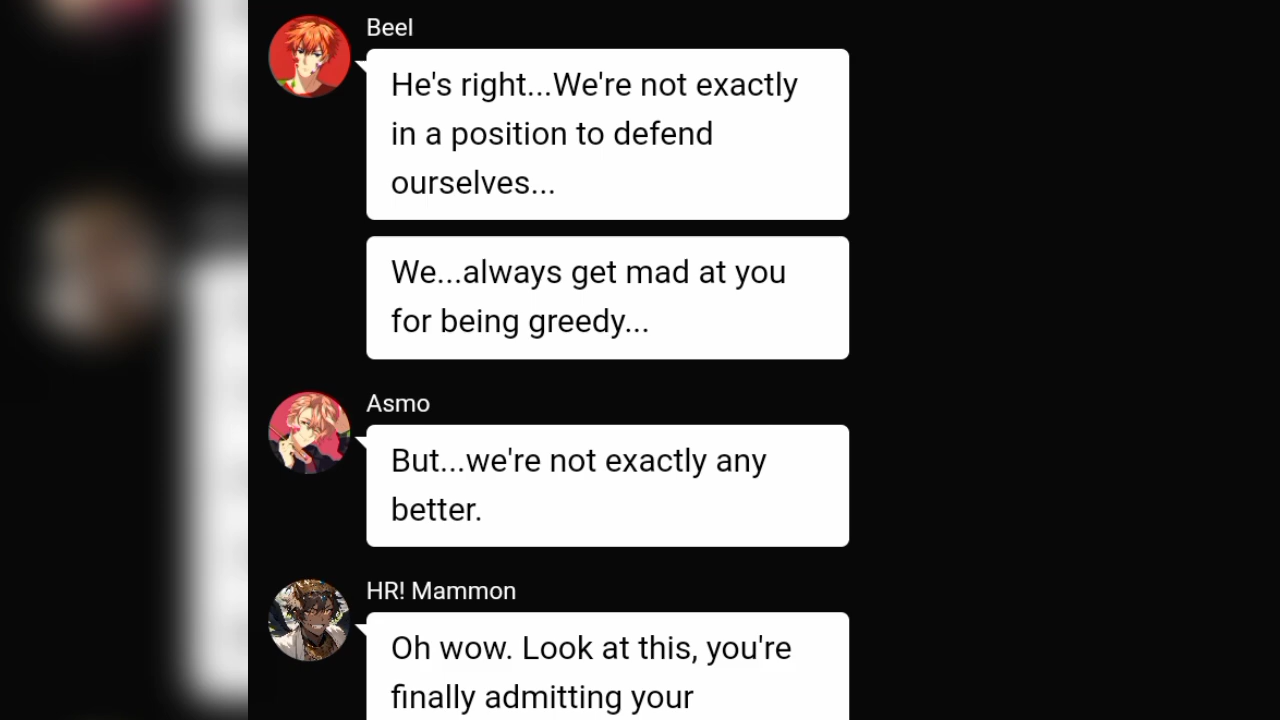 Beel
He's right...We're not exactly
in a position to defend
ourselves...
We...always get mad at you
for being greedy...
Asmo
But...we're not exactly any
better.
HR! Mammon
Oh wow. Look at this, you're
finally admitting your